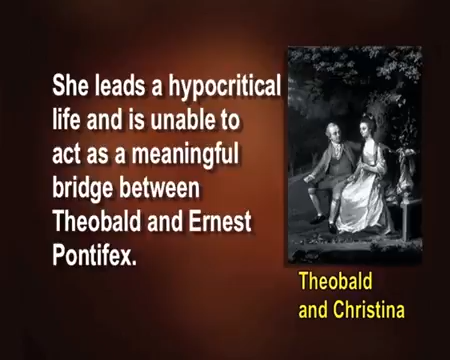 She leads a hypocritical
life and is unable to
act as a meaningful
bridge between
Theobald and Ernest
Pontifex.
Theobald
and Christina